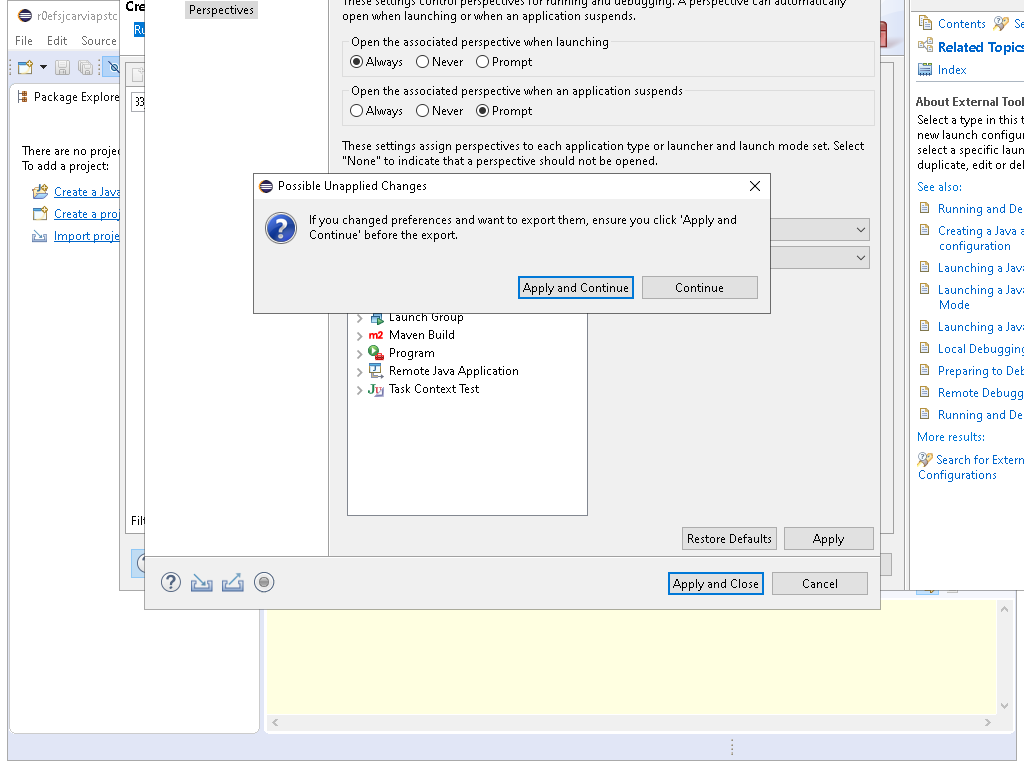 r0efsjcarviapstc
File Edit Source
Package Explore
There are no projec
To add a project:
Create a Java
Create a proj
Import proje
Cre
Ru
33
Filt
Perspectives
These settings control perspectives for running and debugging. A perspective can automatically
open when launching or when an application suspends.
Open the associated perspective when launching
Always Never Prompt
Open the associated perspective when an application suspends
Always Never Prompt
These settings assign perspectives to each application type or launcher and launch mode set. Select
"None" to indicate that a perspective should not be opened.
Possible Unapplied Changes
If you changed preferences and want to export them, ensure you click 'Apply and
Continue' before the export.
Apply and Continue Continue
Launch Group
m2 Maven Build
Program
Remote Java Application
Task Context Test
Restore Defaults Apply
Apply and Close Cancel
Contents Se
Related Topics
Index
About External Tool
Select a type in this t
new launch configur
select a specific laun
duplicate, edit or del
See also:
Running and De
Creating a Java a
configuration
Launching a Java
Launching a Java
Mode
Launching a Java
Local Debugging
Preparing to Deb
Remote Debugg
Running and De
More results:
Search for Extern
Configurations